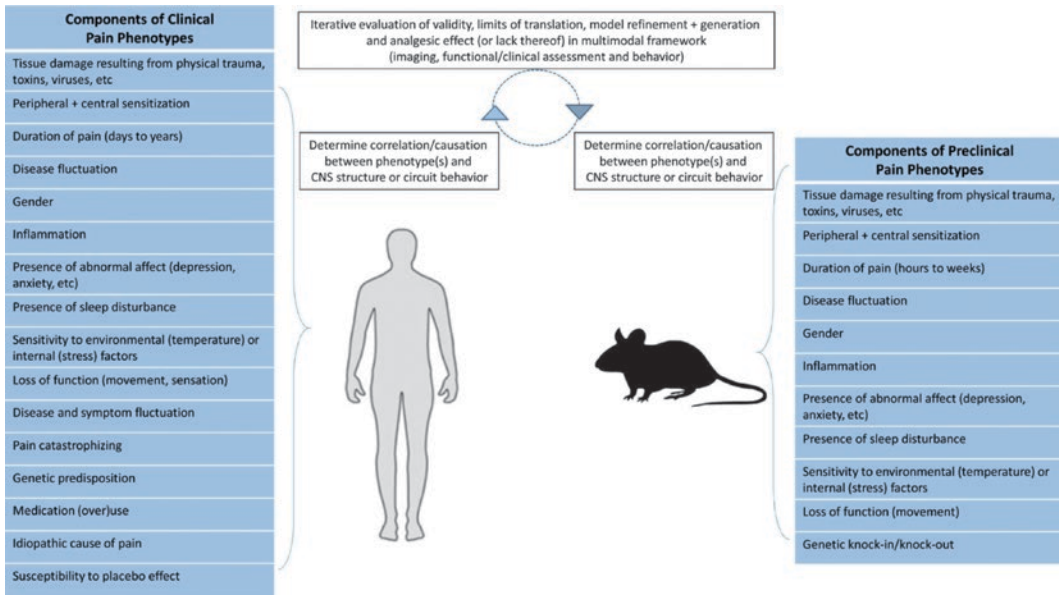 Components of Clinical
Pain Phenotypes
Tissue damage resulting from physical trauma,
toxins, viruses, etc
Peripheral + central sensitization
Duration of pain (days to years)
Disease fluctuation
Gender
Inflammation
Presence of abnormal affect (depression,
anxiety, etc)
Presence of sleep disturbance
Sensitivity to environmental (temperature) or
internal (stress) factors
Loss of function (movement, sensation)
Disease and symptom fluctuation
Pain catastrophizing
Genetic predisposition
Medication (over)use
Idiopathic cause of pain
Susceptibility to placebo effect
Iterative evaluation of validity, limits of translation, model refinement + generation
and analgesic effect (or lack thereof) in multimodal framework
(imaging, functional/clinical assessment and behavior)
Determine correlation/causation
between phenotype(s) and
CNS structure or circuit behavior
Determine correlation/causation
between phenotype(s) and
CNS structure or circuit behavior
Components of Preclinical
Pain Phenotypes
Tissue damage resulting from physical trauma,
toxins, viruses, etc
Peripheral + central sensitization
Duration of pain (hours to weeks)
Disease fluctuation
Gender
Inflammation
Presence of abnormal affect (depression,
anxiety, etc)
Presence of sleep disturbance
Sensitivity to environmental (temperature) or
internal (stress) factors
Loss of function (movement)
Genetic knock-in/knock-out